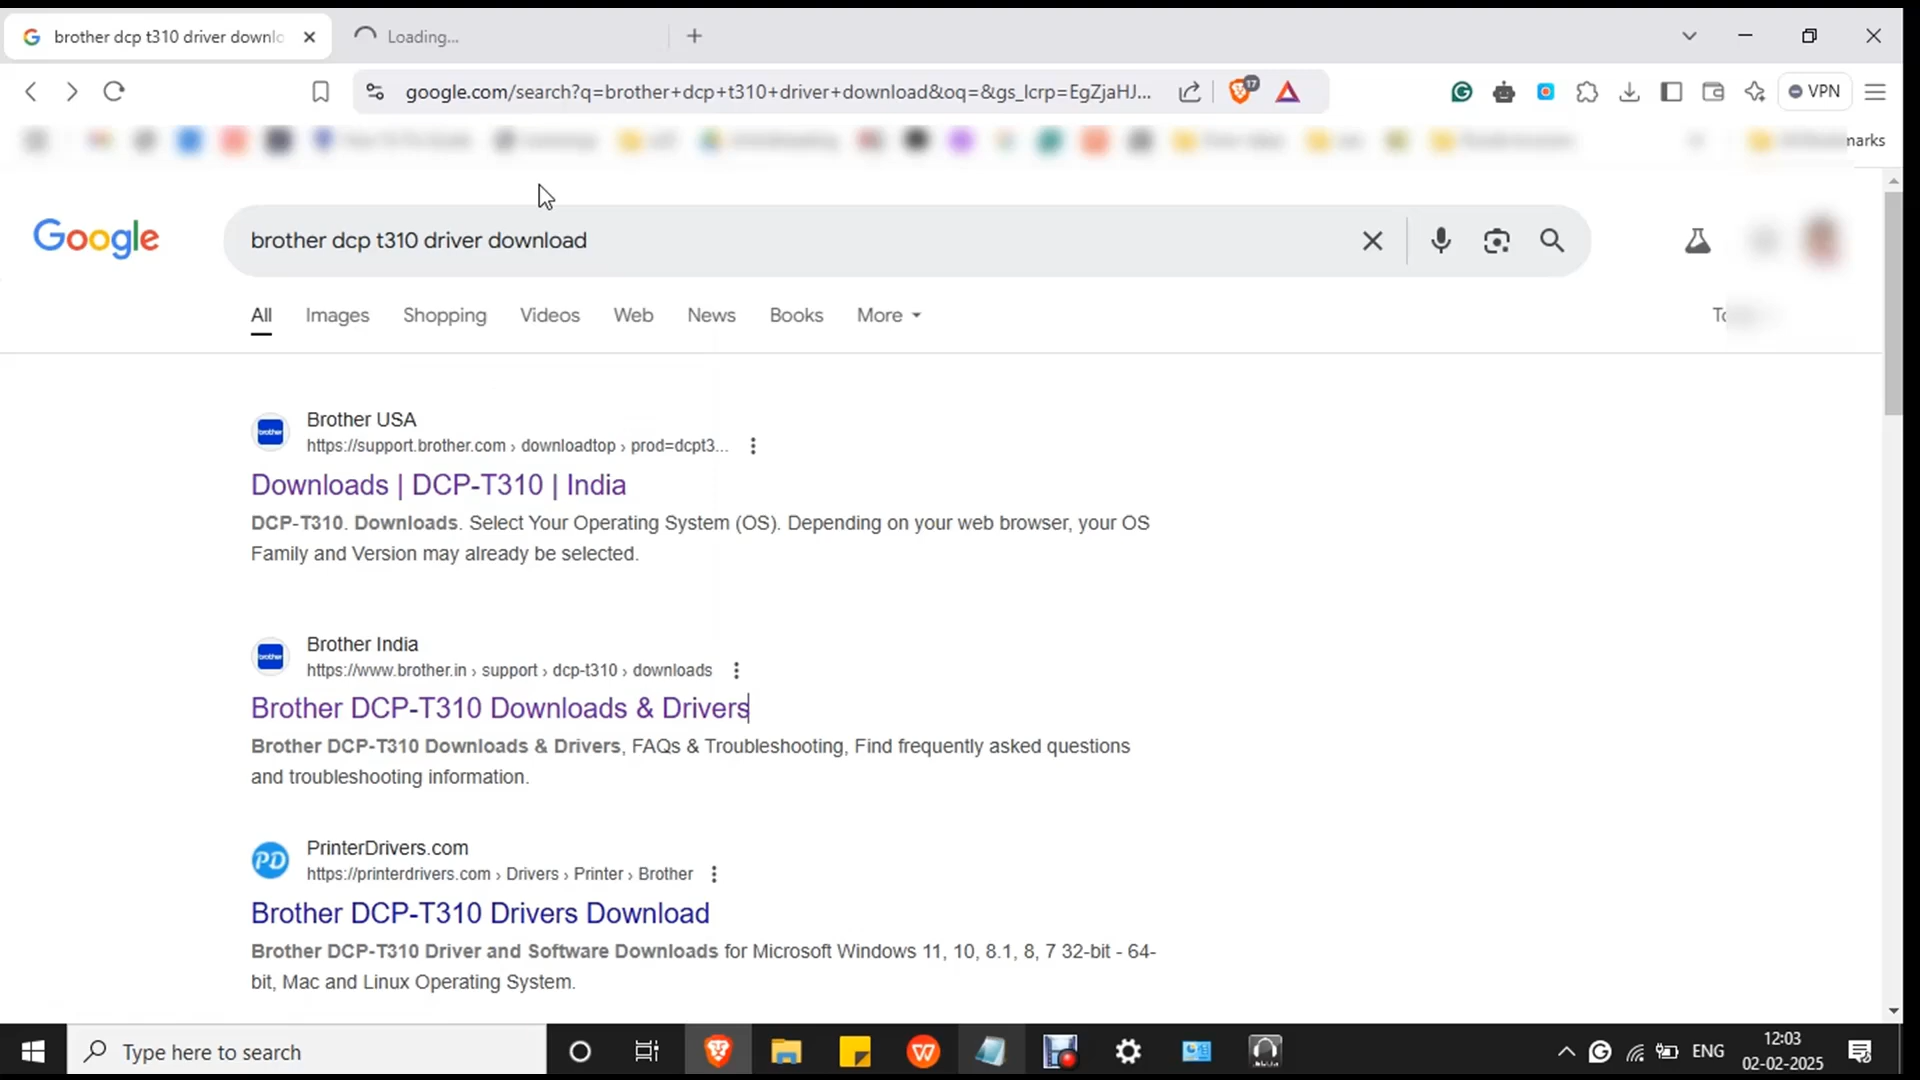 brother dcp t310 driver downlo
Loading...
google.com/search?q=brother+dcp+t310+driver+download&oq=&gs_lcrp=EgZjaHJ...
17
VPN
marks
Google
brother dcp t310 driver download
All Images Shopping Videos Web News Books More
Brother USA
https://support.brother.com › downloadtop › prod=dcpt3...
Downloads | DCP-T310 | India
DCP-T310. Downloads. Select Your Operating System (OS). Depending on your web browser, your OS
Family and Version may already be selected.
brother
Brother India
https://www.brother.in › support › dcp-t310 › downloads
Brother DCP-T310 Downloads & Drivers
Brother DCP-T310 Downloads & Drivers, FAQs & Troubleshooting, Find frequently asked questions
and troubleshooting information.
brother
PrinterDrivers.com
PD
https://printerdrivers.com › Drivers › Printer › Brother
Brother DCP-T310 Drivers Download
Brother DCP-T310 Driver and Software Downloads for Microsoft Windows 11, 10, 8.1, 8, 7 32-bit - 64-
bit, Mac and Linux Operating System.
Type here to search
ENG
12:03
02-02-2025